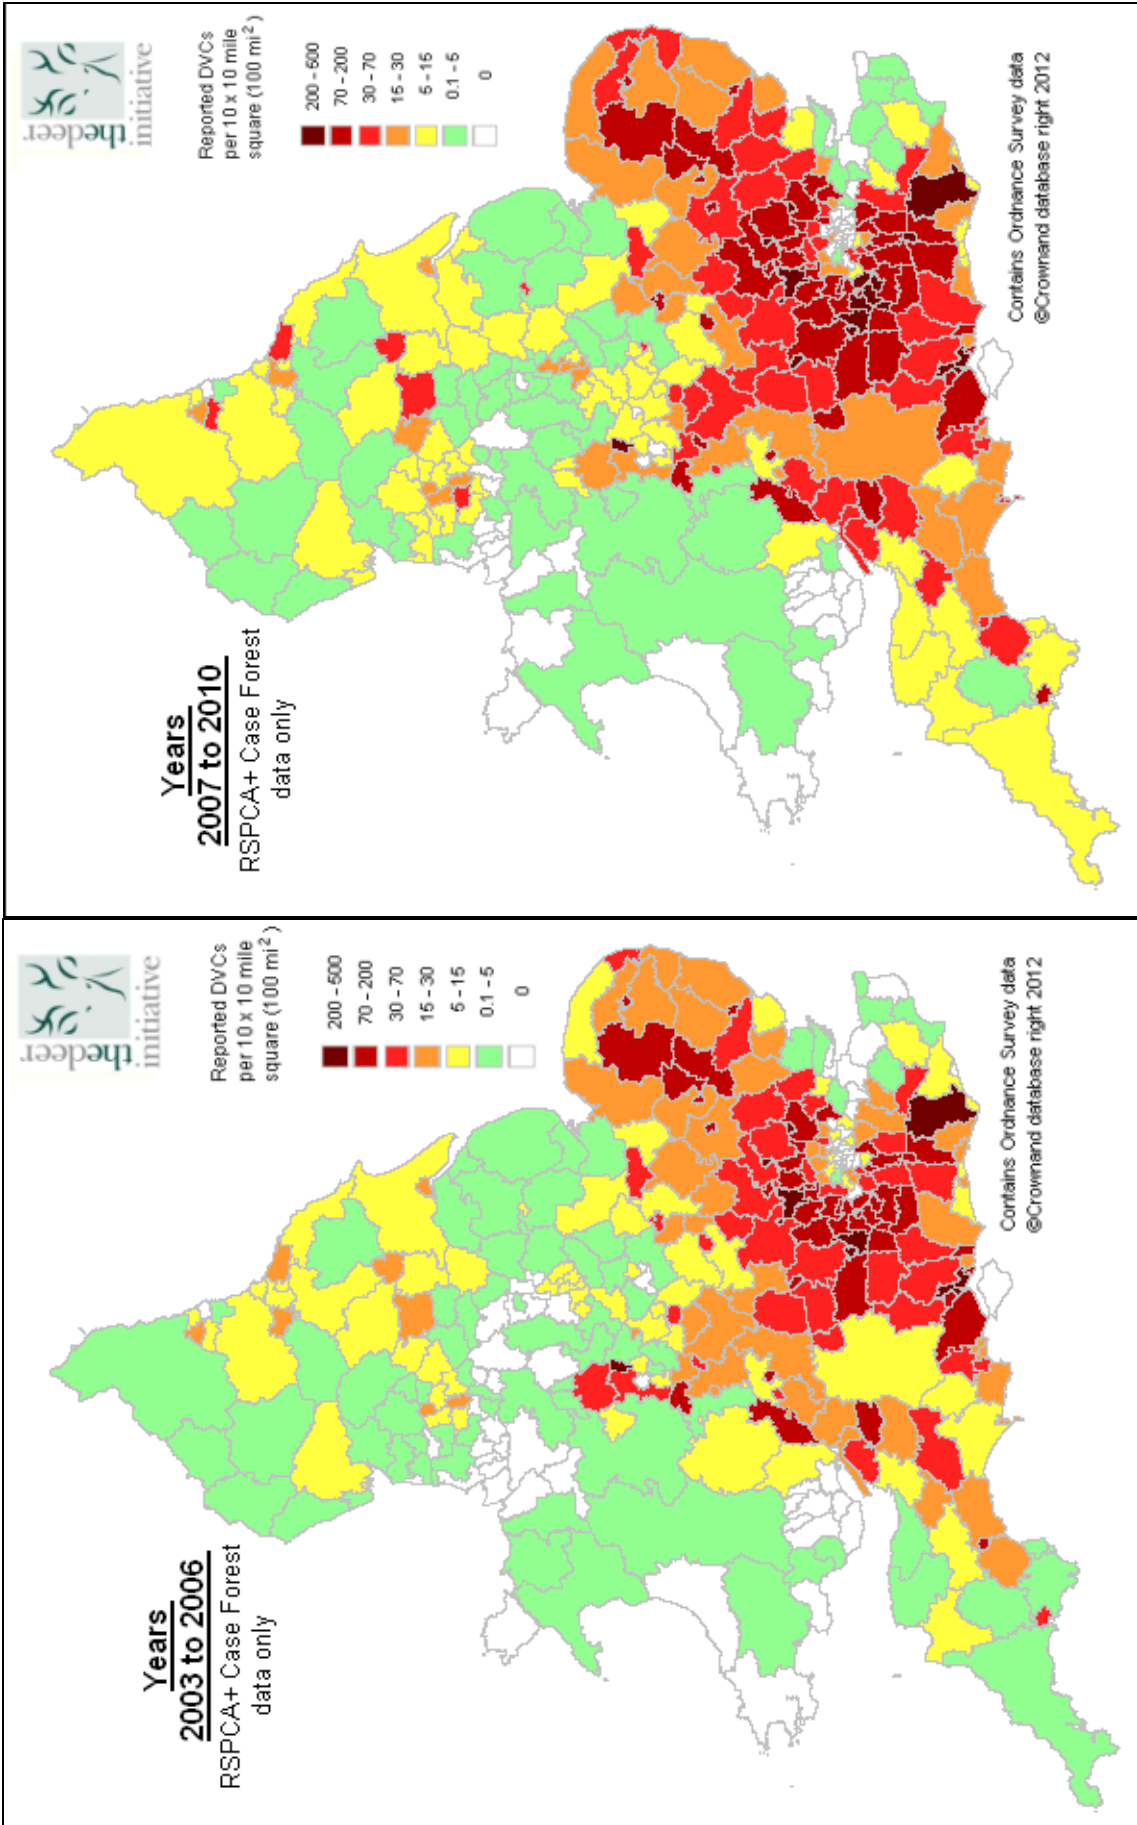 thedeer
initiative
Years
2007 to 2010
RSPCA+ Case Forest
data only
Reported DVCs
per 10 x 10 mile
square (100 mi²)
200 - 500
70 - 200
30 - 70
15 - 30
5 - 15
0.1 - 5
0
Contains Ordnance Survey data
©Crownand database right 2012
thedeer
initiative
Years
2003 to 2006
RSPCA+ Case Forest
data only
Reported DVCs
per 10 x 10 mile
square (100 mi²)
200 - 500
70 - 200
30 - 70
15 - 30
5 - 15
0.1 - 5
0
Contains Ordnance Survey data
©Crownand database right 2012